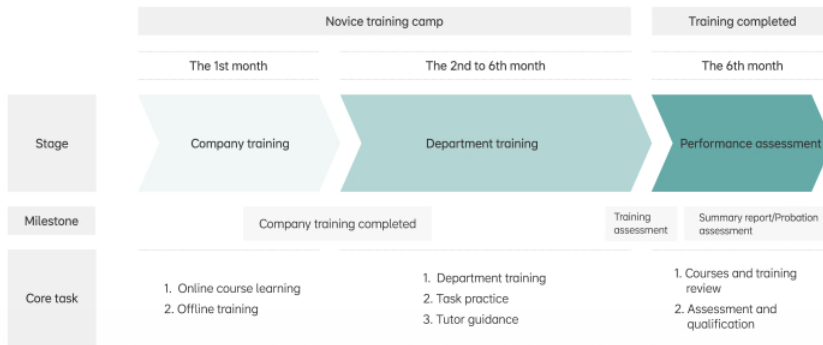 Novice training camp
Training completed
The 1st month
The 2nd to 6th month
The 6th month
Stage
Company training
Department training
Performance assessment
Milestone
Company training completed
Training
assessment
Summary report/Probation
assessment
Core task
1. Online course learning
2. Offline training
1. Department training
2. Task practice
3. Tutor guidance
1. Courses and training
review
2. Assessment and
qualification